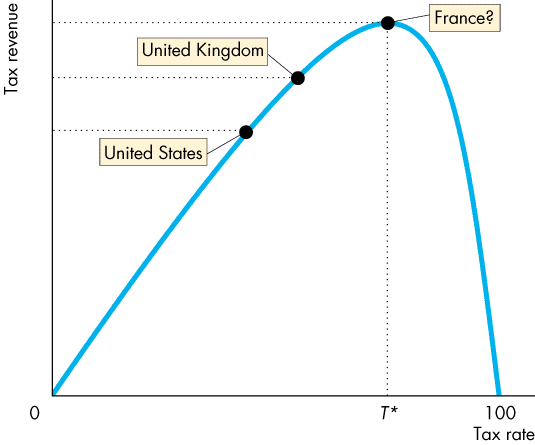 Tax revenue
France?
United Kingdom
United States
0
T*
100
Tax rate